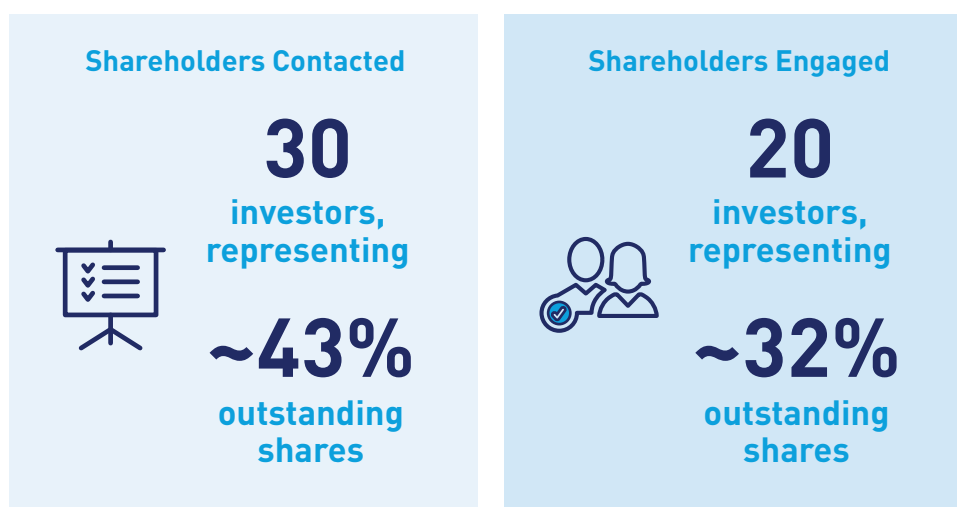 Shareholders Contacted
30
investors,
representing
~43%
outstanding
shares
Shareholders Engaged
20
investors,
representing
~32%
outstanding
shares